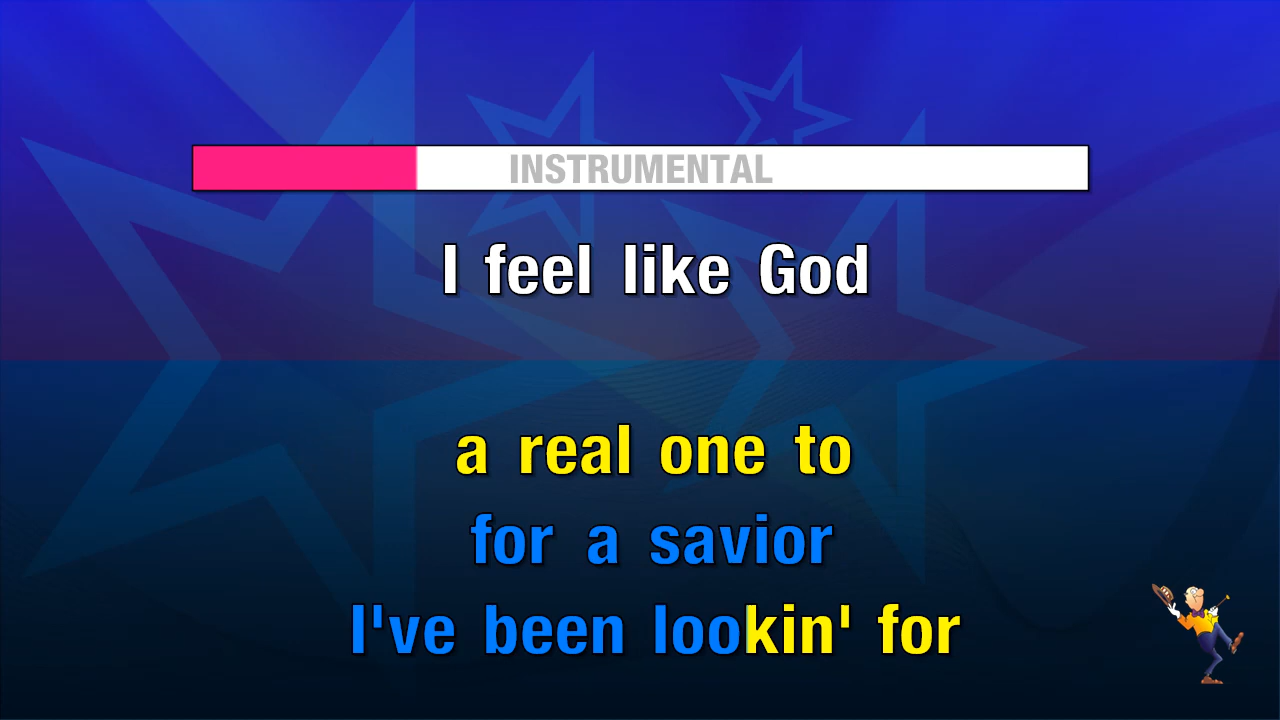 INSTRUMENTAL
I feel like God
a real one to
for a savior
I've been lookin' for